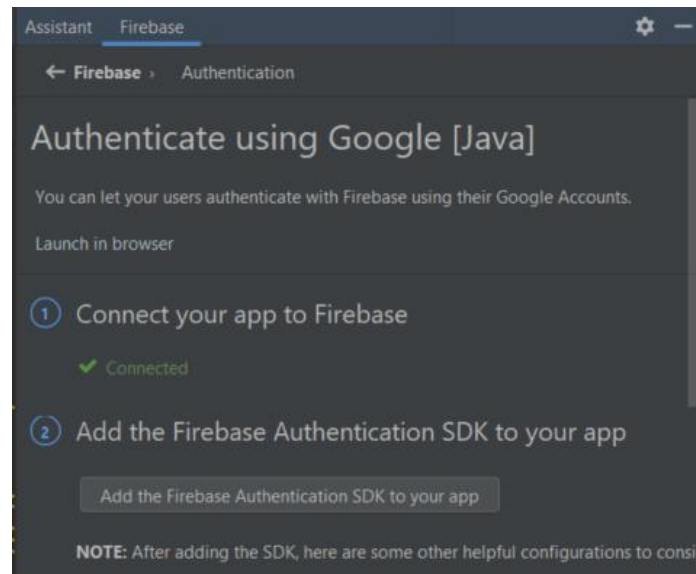 Assistant Firebase
← Firebase › Authentication
Authenticate using Google [Java]
You can let your users authenticate with Firebase using their Google Accounts.
Launch in browser
1 Connect your app to Firebase
✔ Connected
2 Add the Firebase Authentication SDK to your app
Add the Firebase Authentication SDK to your app
NOTE: After adding the SDK, here are some other helpful configurations to consi